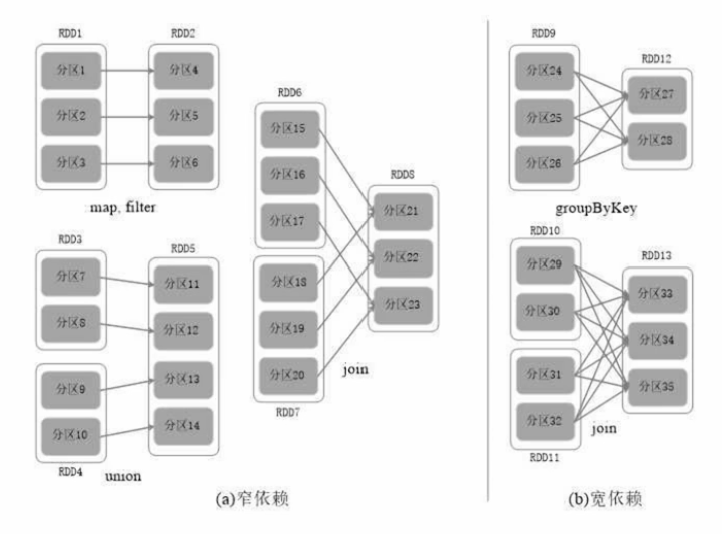 RDD1
RDD2
分区1
分区4
分区2
分区5
分区3
分区6
map, filter
RDD3
RDD5
分区7
分区11
分区8
分区12
分区9
分区13
分区10
分区14
RDD4
union
RDD6
分区15
分区16
分区17
RDD8
分区21
分区18
分区22
分区19
分区23
分区20
join
RDD7
(a)窄依赖
RDD9
RDD12
分区24
分区27
分区25
分区28
分区26
groupByKey
RDD10
RDD13
分区29
分区33
分区30
分区34
分区31
分区35
分区32
join
RDD11
(b)宽依赖